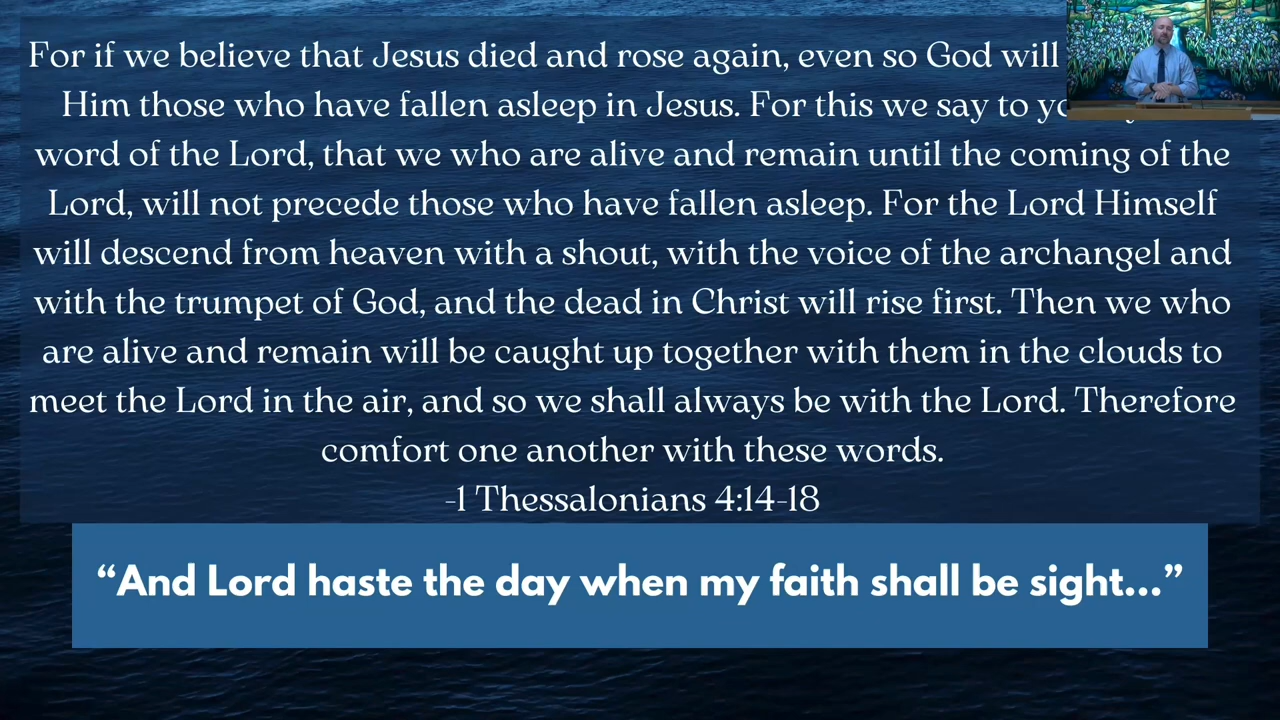 For if we believe that Jesus died and rose again, even so God will
Him those who have fallen asleep in Jesus. For this we say to
word of the Lord, that we who are alive and remain until the coming of the
Lord, will not precede those who have fallen asleep. For the Lord Himself
will descend from heaven with a shout, with the voice of the archangel and
with the trumpet of God, and the dead in Christ will rise first. Then we who
are alive and remain will be caught up together with them in the clouds to
meet the Lord in the air, and so we shall always be with the Lord. Therefore
comfort one another with these words.
-1 Thessalonians 4:14-18
“And Lord haste the day when my faith shall be sight...”